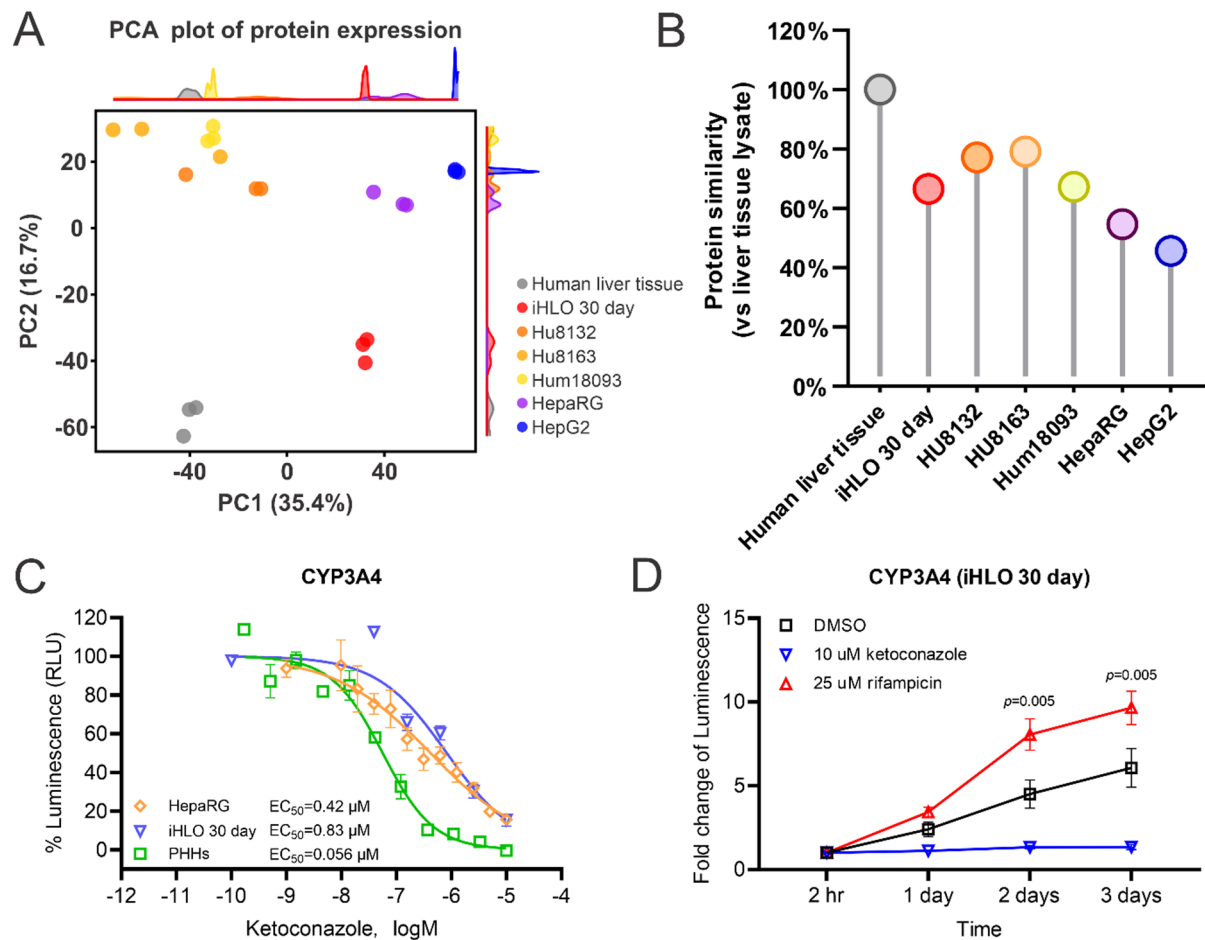 A
PCA plot of protein expression
PC2 (16.7%)
20
0
-20
-40
-60
-40
0
40
PC1 (35.4%)
Human liver tissue
iHLO 30 day
Hu8132
Hu8163
Hum18093
HepaRG
HepG2
B
Protein similarity
(vs liver tissue lysate)
120%
100%
80%
60%
40%
20%
0%
Human liver tissue
iHLO 30 day
HU8132
HU8163
Hum18093
HepaRG
HepG2
C
CYP3A4
% Luminescence (RLU)
120
100
80
60
40
20
0
HepaRG EC50=0.42 μM
iHLO 30 day EC50=0.83 μM
PHHs EC50=0.056 μM
-12 -11 -10 -9 -8 -7 -6 -5 -4
Ketoconazole, logM
D
CYP3A4 (iHLO 30 day)
Fold change of Luminescence
15
10
5
0
DMSO
10 uM ketoconazole
25 uM rifampicin
p=0.005
p=0.005
2 hr 1 day 2 days 3 days
Time